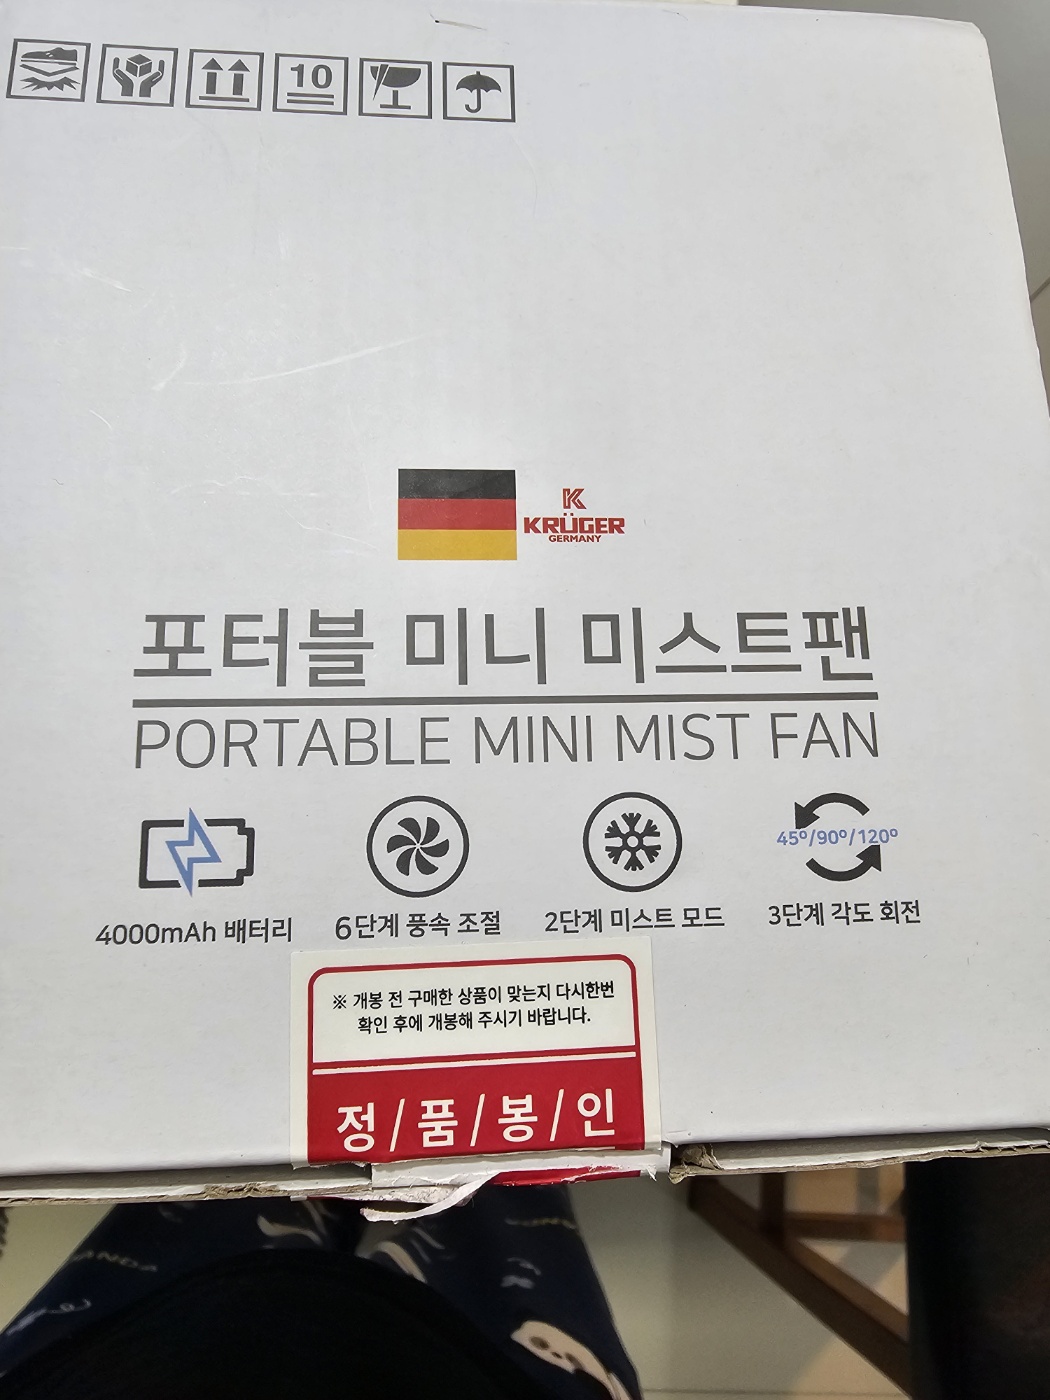 10
K
KRÜGER
GERMANY
포터블 미니 미스트팬
PORTABLE MINI MIST FAN
45º/90º/120º
4000mAh 배터리
6단계 풍속 조절
2단계 미스트 모드
3단계 각도 회전
※ 개봉 전 구매한 상품이 맞는지 다시한번
확인 후에 개봉해 주시기 바랍니다.
정/품/봉/인